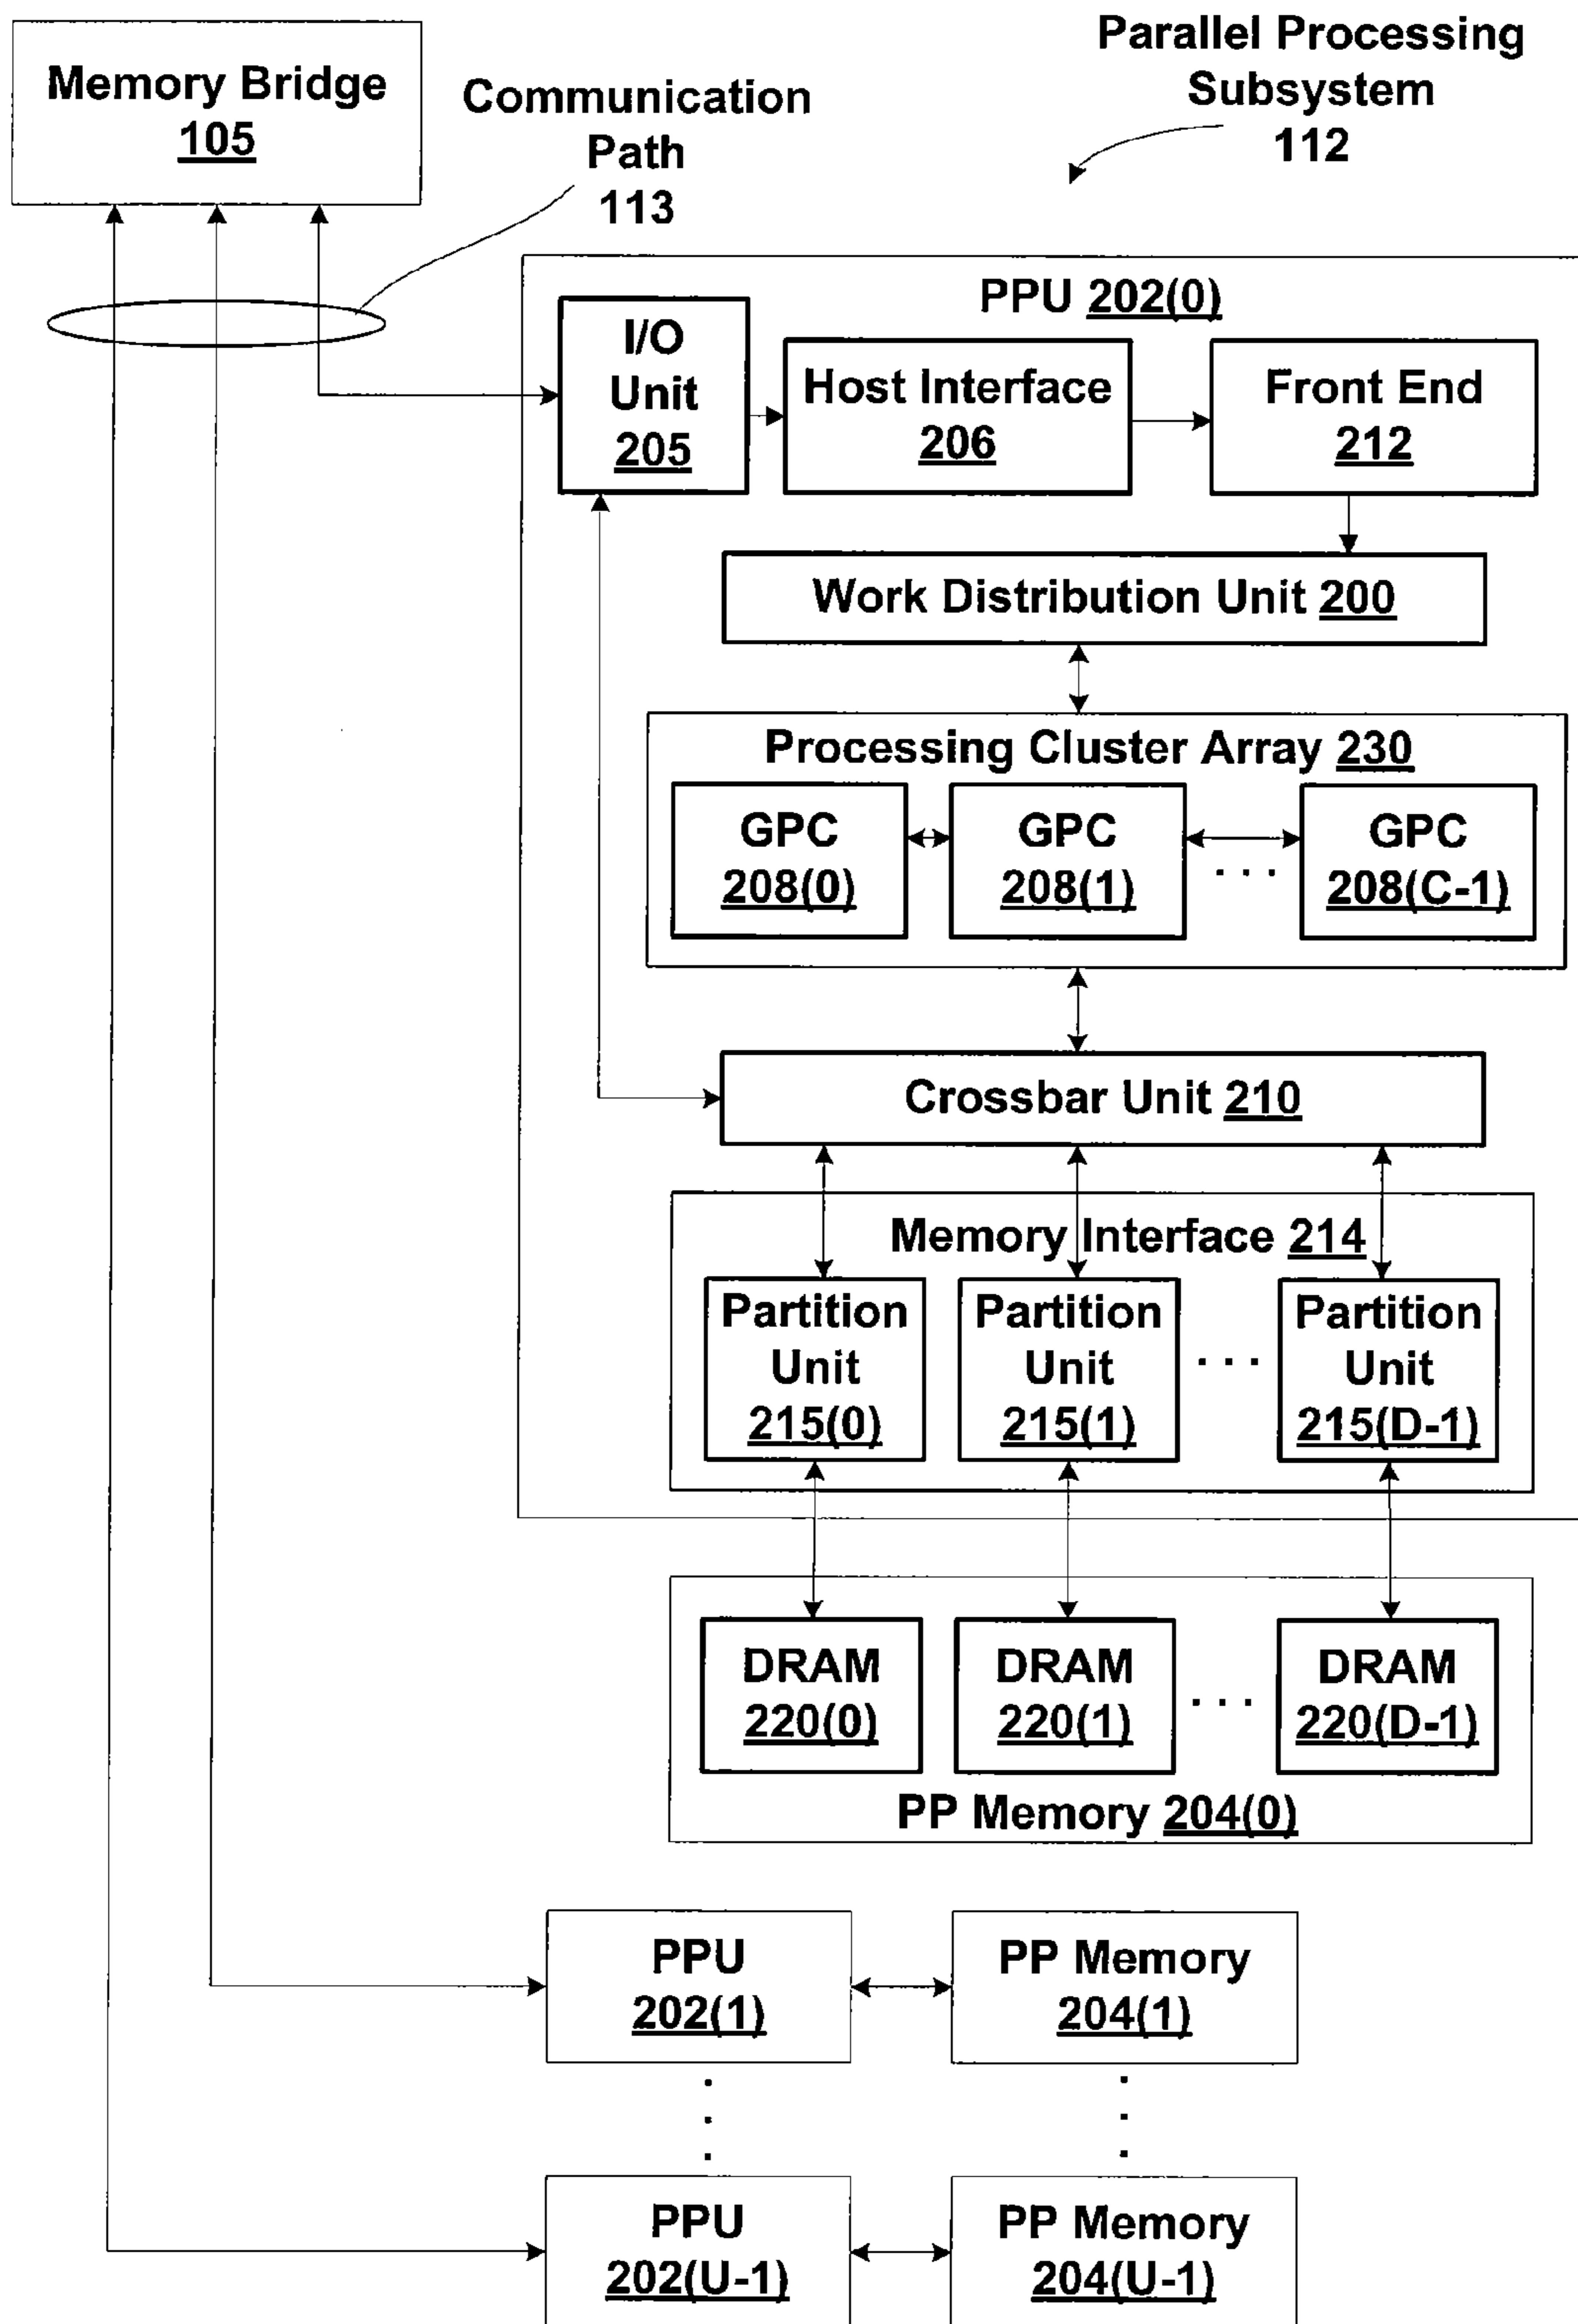 Memory Bridge
105
Communication
Path
113
Parallel Processing
Subsystem
112
PPU 202(0)
I/O
Unit
205
Host Interface
206
Front End
212
Work Distribution Unit 200
Processing Cluster Array 230
GPC
208(0)
GPC
208(1)
. . .
GPC
208(C-1)
Crossbar Unit 210
Memory Interface 214
Partition
Unit
215(0)
Partition
Unit
215(1)
. . .
Partition
Unit
215(D-1)
DRAM
220(0)
DRAM
220(1)
. . .
DRAM
220(D-1)
PP Memory 204(0)
PPU
202(1)
PP Memory
204(1)
PPU
202(U-1)
PP Memory
204(U-1)